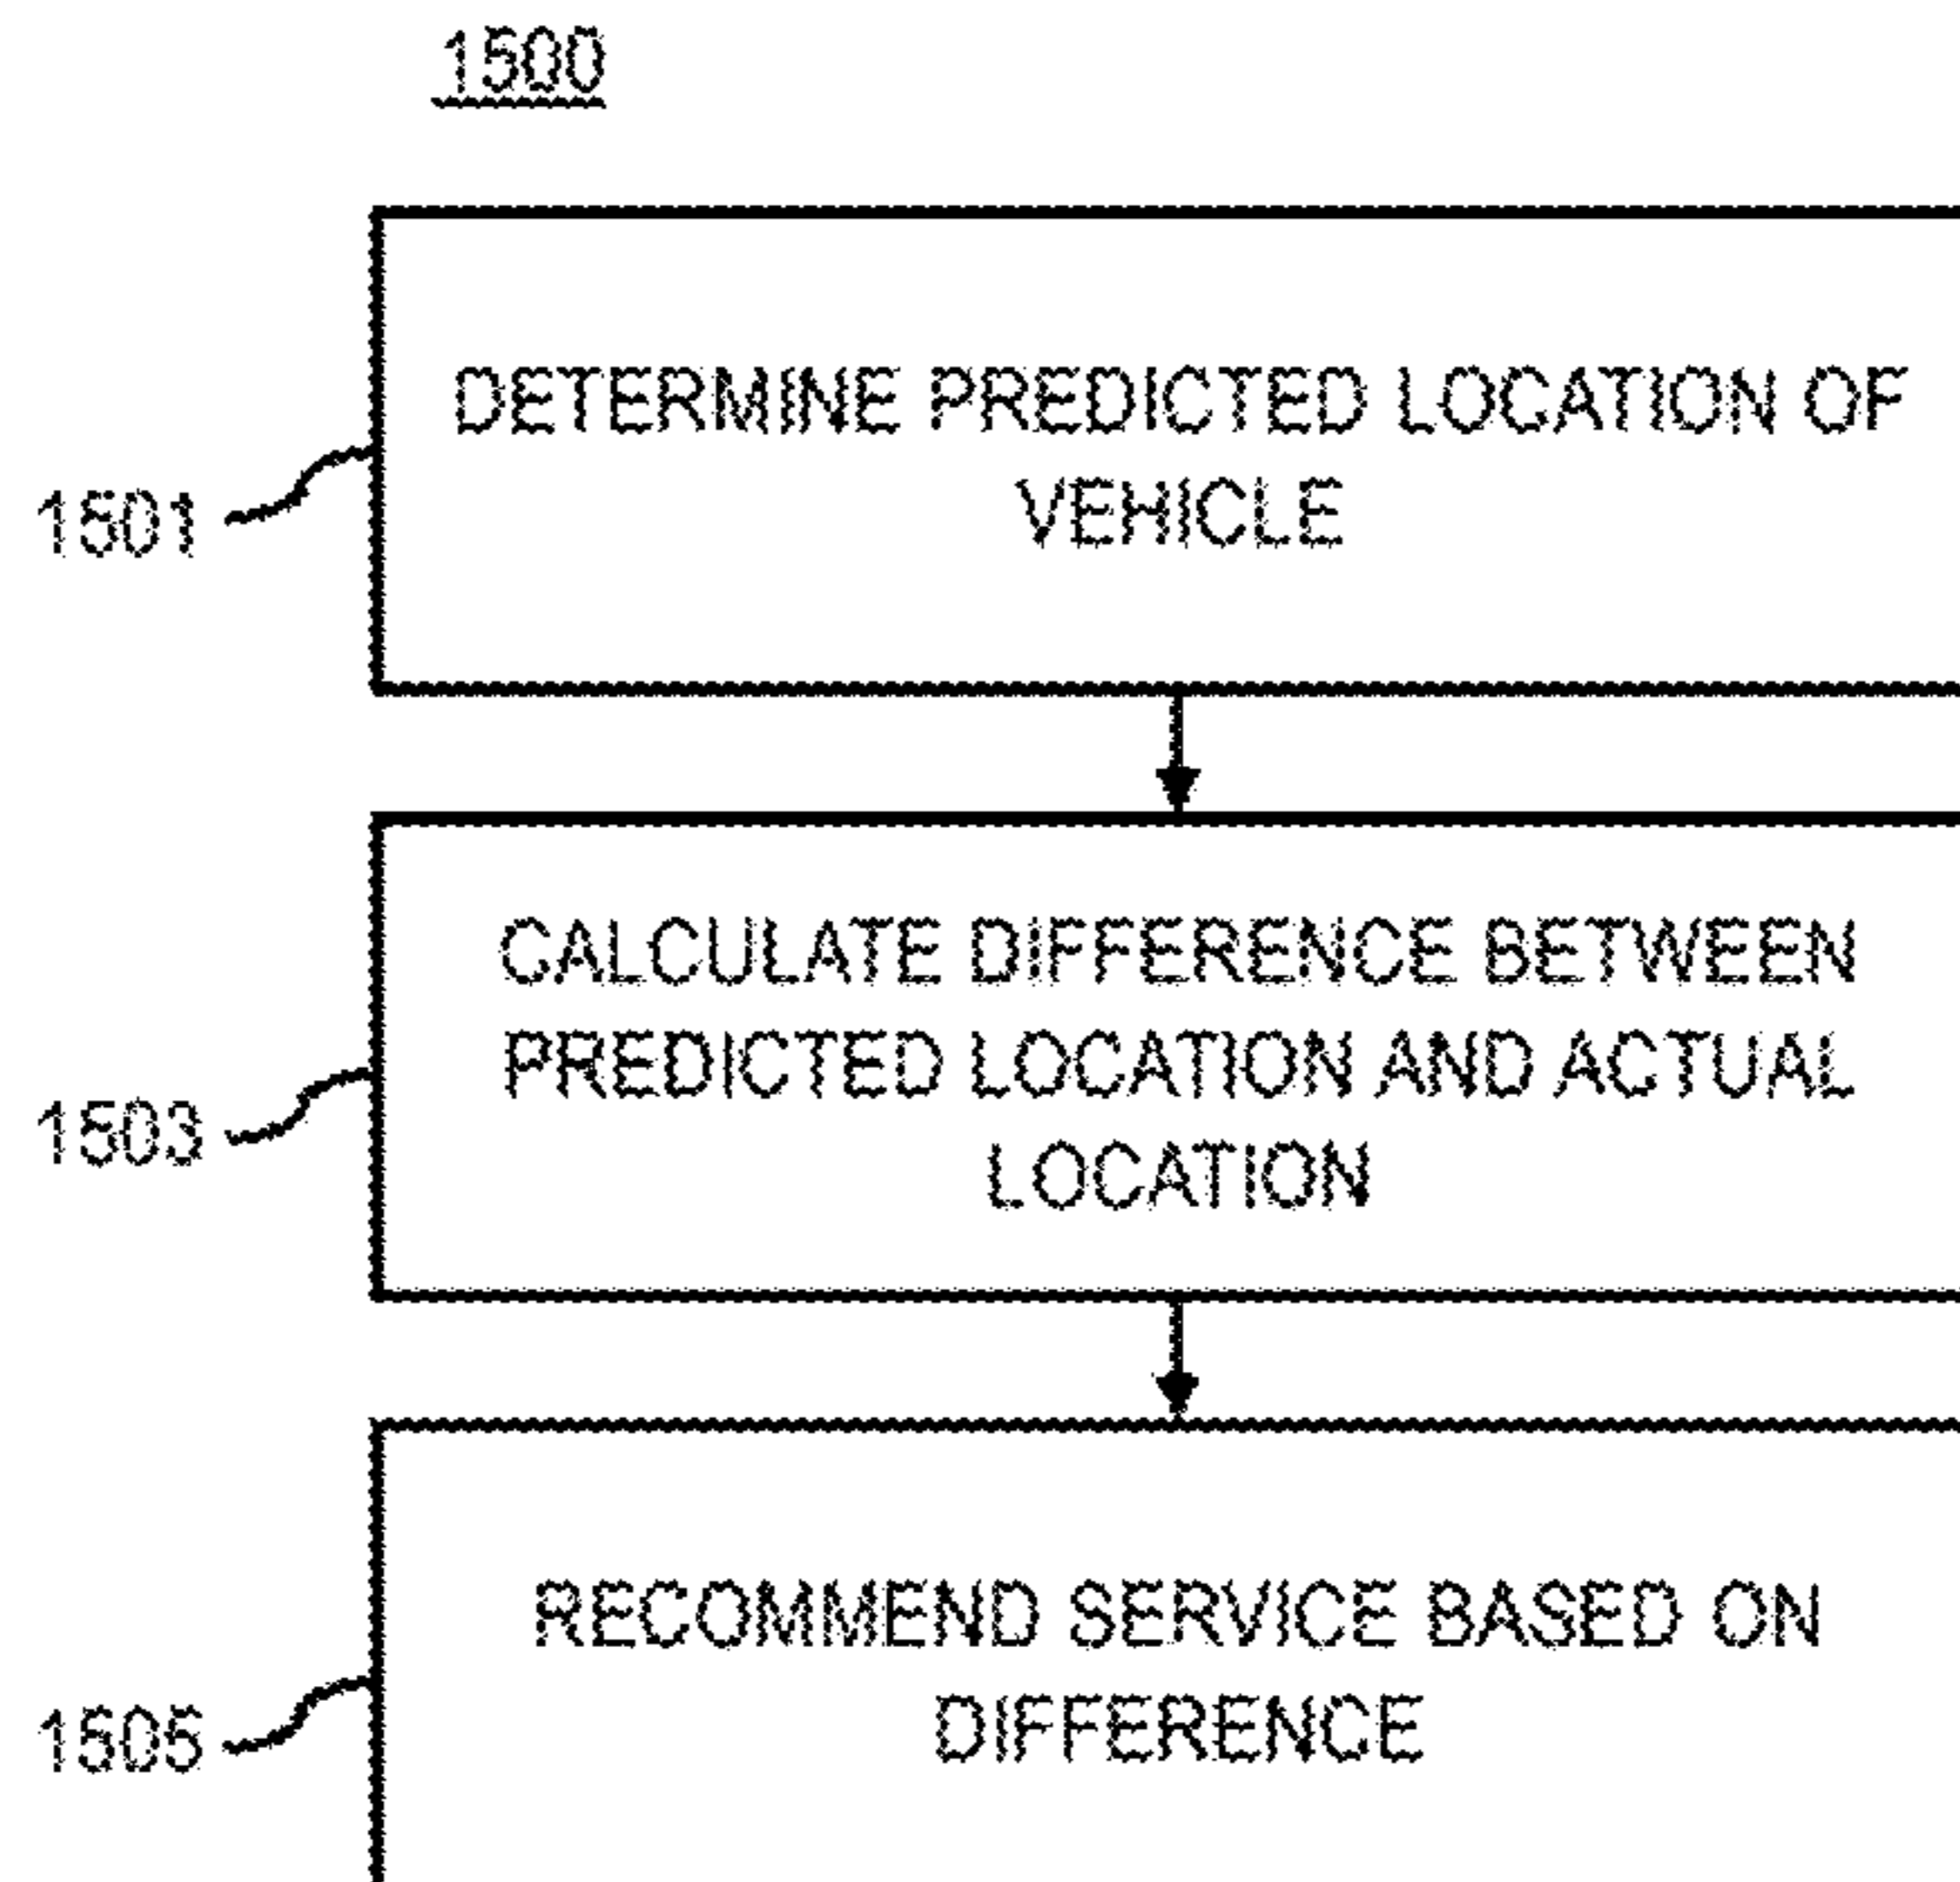 1500
DETERMINE PREDICTED LOCATION OF
VEHICLE
1501
CALCULATE DIFFERENCE BETWEEN
PREDICTED LOCATION AND ACTUAL
LOCATION
1503
RECOMMEND SERVICE BASED ON
DIFFERENCE
1505